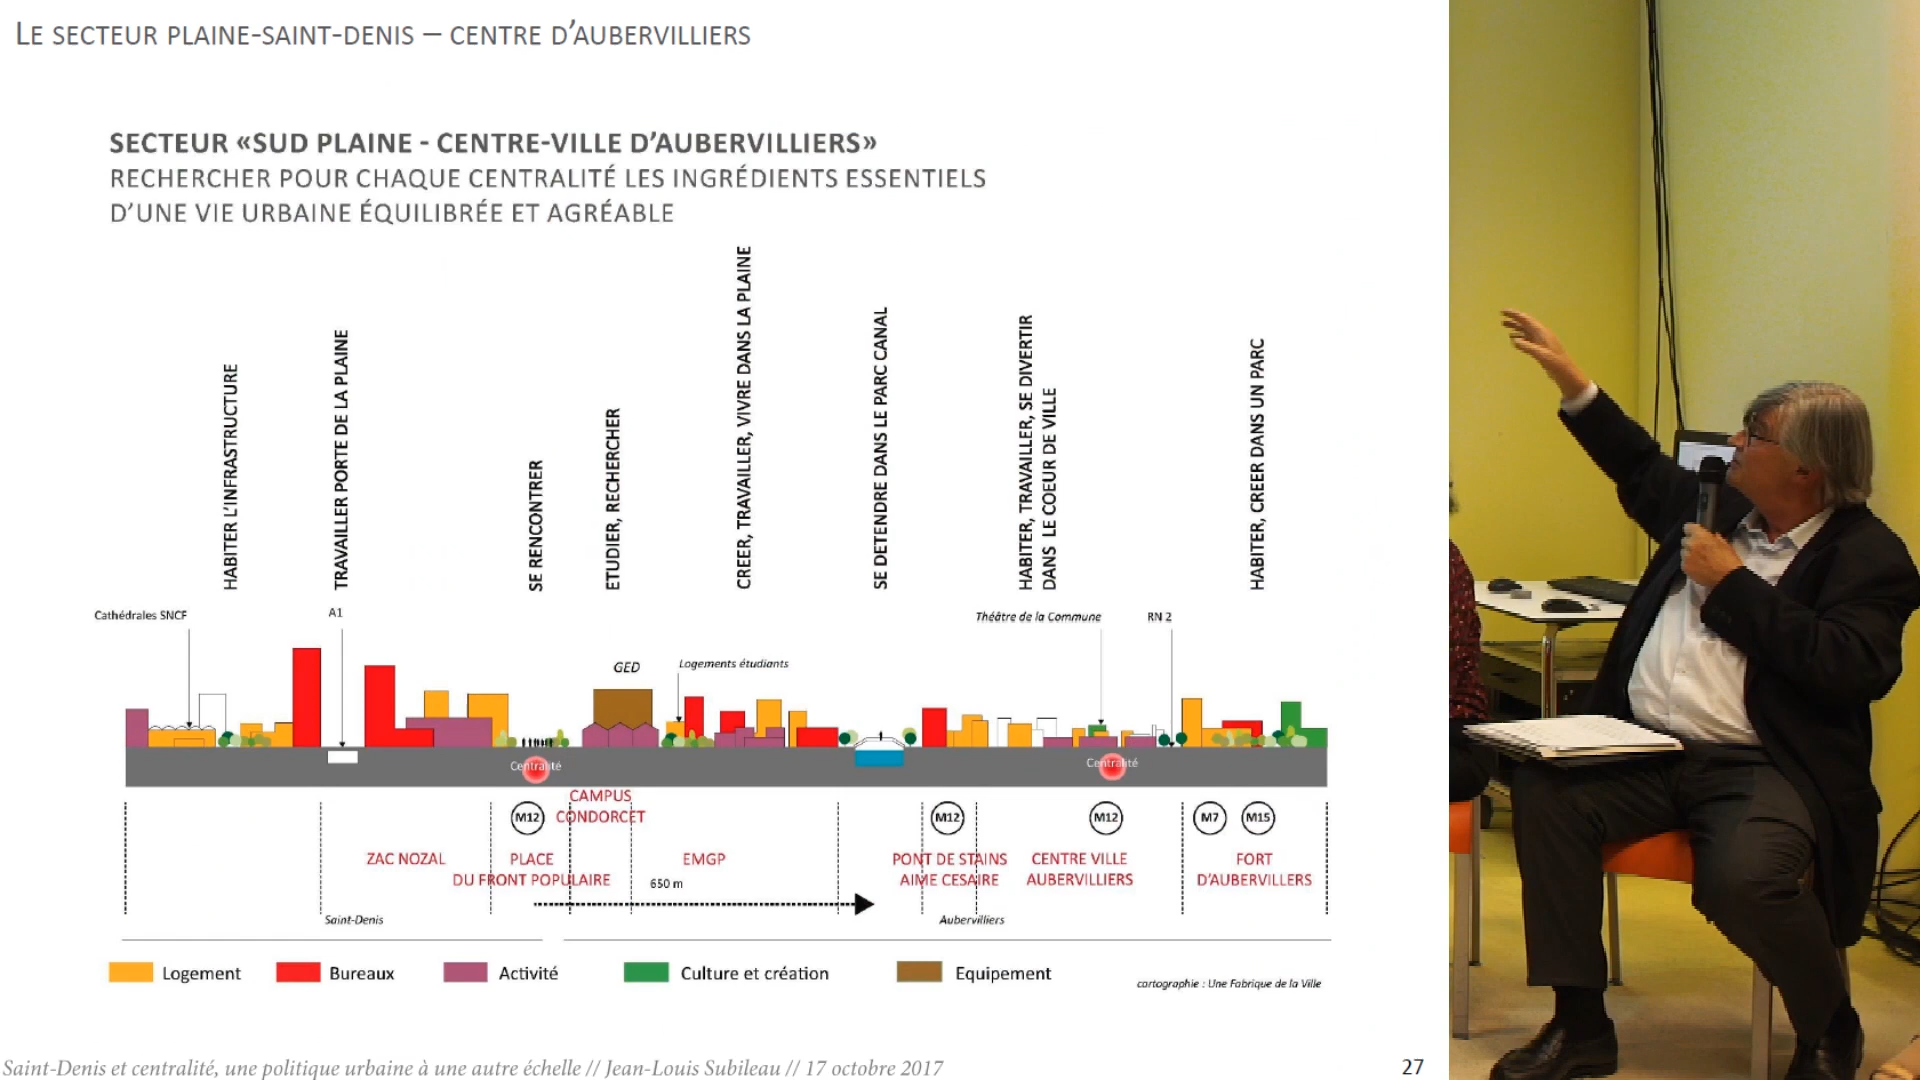 LE SECTEUR PLAINE-SAINT-DENIS – CENTRE D’AUBERVILLIERS
SECTEUR «SUD PLAINE - CENTRE-VILLE D’AUBERVILLIERS»
RECHERCHER POUR CHAQUE CENTRALITÉ LES INGRÉDIENTS ESSENTIELS
D’UNE VIE URBAINE ÉQUILIBRÉE ET AGRÉABLE
HABITER L’INFRASTRUCTURE
TRAVAILLER PORTE DE LA PLAINE
SE RENCONTRER
ETUDIER, RECHERCHER
CREER, TRAVAILLER, VIVRE DANS LA PLAINE
SE DETENDRE DANS LE PARC CANAL
HABITER, TRAVAILLER, SE DIVERTIR
DANS LE COEUR DE VILLE
HABITER, CREER DANS UN PARC
Cathédrales SNCF
A1
Théâtre de la Commune
RN 2
GED
Logements étudiants
Centralité
Centralité
CAMPUS
CONDORCET
M12
M12
M12
M7
M15
ZAC NOZAL
PLACE
DU FRONT POPULAIRE
EMGP
PONT DE STAINS
AIME CESAIRE
CENTRE VILLE
AUBERVILLIERS
FORT
D’AUBERVILLERS
650 m
Saint-Denis
Aubervilliers
Logement
Bureaux
Activité
Culture et création
Equipement
cartographie : Une Fabrique de la Ville
Saint-Denis et centralité, une politique urbaine à une autre échelle // Jean-Louis Subileau // 17 octobre 2017
27